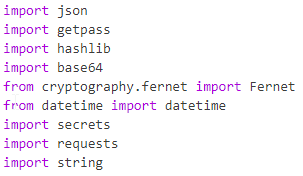 import json
import getpass
import hashlib
import base64
from cryptography.fernet import Fernet
from datetime import datetime
import secrets
import requests
import string